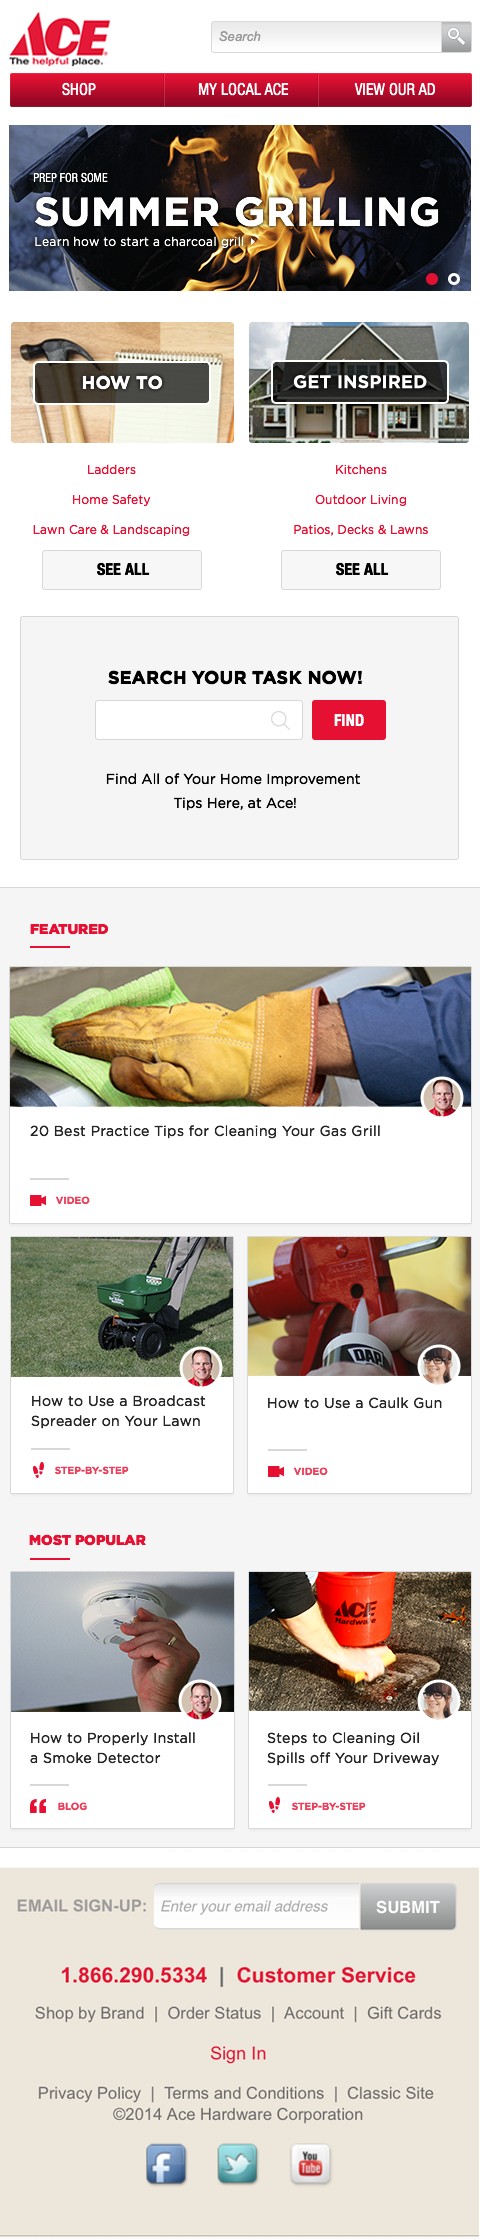 ACE
The helpful place.
Search
SHOP
MY LOCAL ACE
VIEW OUR AD
PREP FOR SOME
SUMMER GRILLING
Learn how to start a charcoal grill
HOW TO
GET INSPIRED
Ladders
Kitchens
Home Safety
Outdoor Living
Lawn Care & Landscaping
Patios, Decks & Lawns
SEE ALL
SEE ALL
SEARCH YOUR TASK NOW!
FIND
Find All of Your Home Improvement
Tips Here, at Ace!
FEATURED
20 Best Practice Tips for Cleaning Your Gas Grill
VIDEO
DAP
How to Use a Broadcast
Spreader on Your Lawn
STEP-BY-STEP
How to Use a Caulk Gun
VIDEO
MOST POPULAR
ACE
Hardware
How to Properly Install
a Smoke Detector
BLOG
Steps to Cleaning Oil
Spills off Your Driveway
STEP-BY-STEP
EMAIL SIGN-UP:
Enter your email address
SUBMIT
1.866.290.5334 | Customer Service
Shop by Brand | Order Status | Account | Gift Cards
Sign In
Privacy Policy | Terms and Conditions | Classic Site
©2014 Ace Hardware Corporation
f
You
Tube